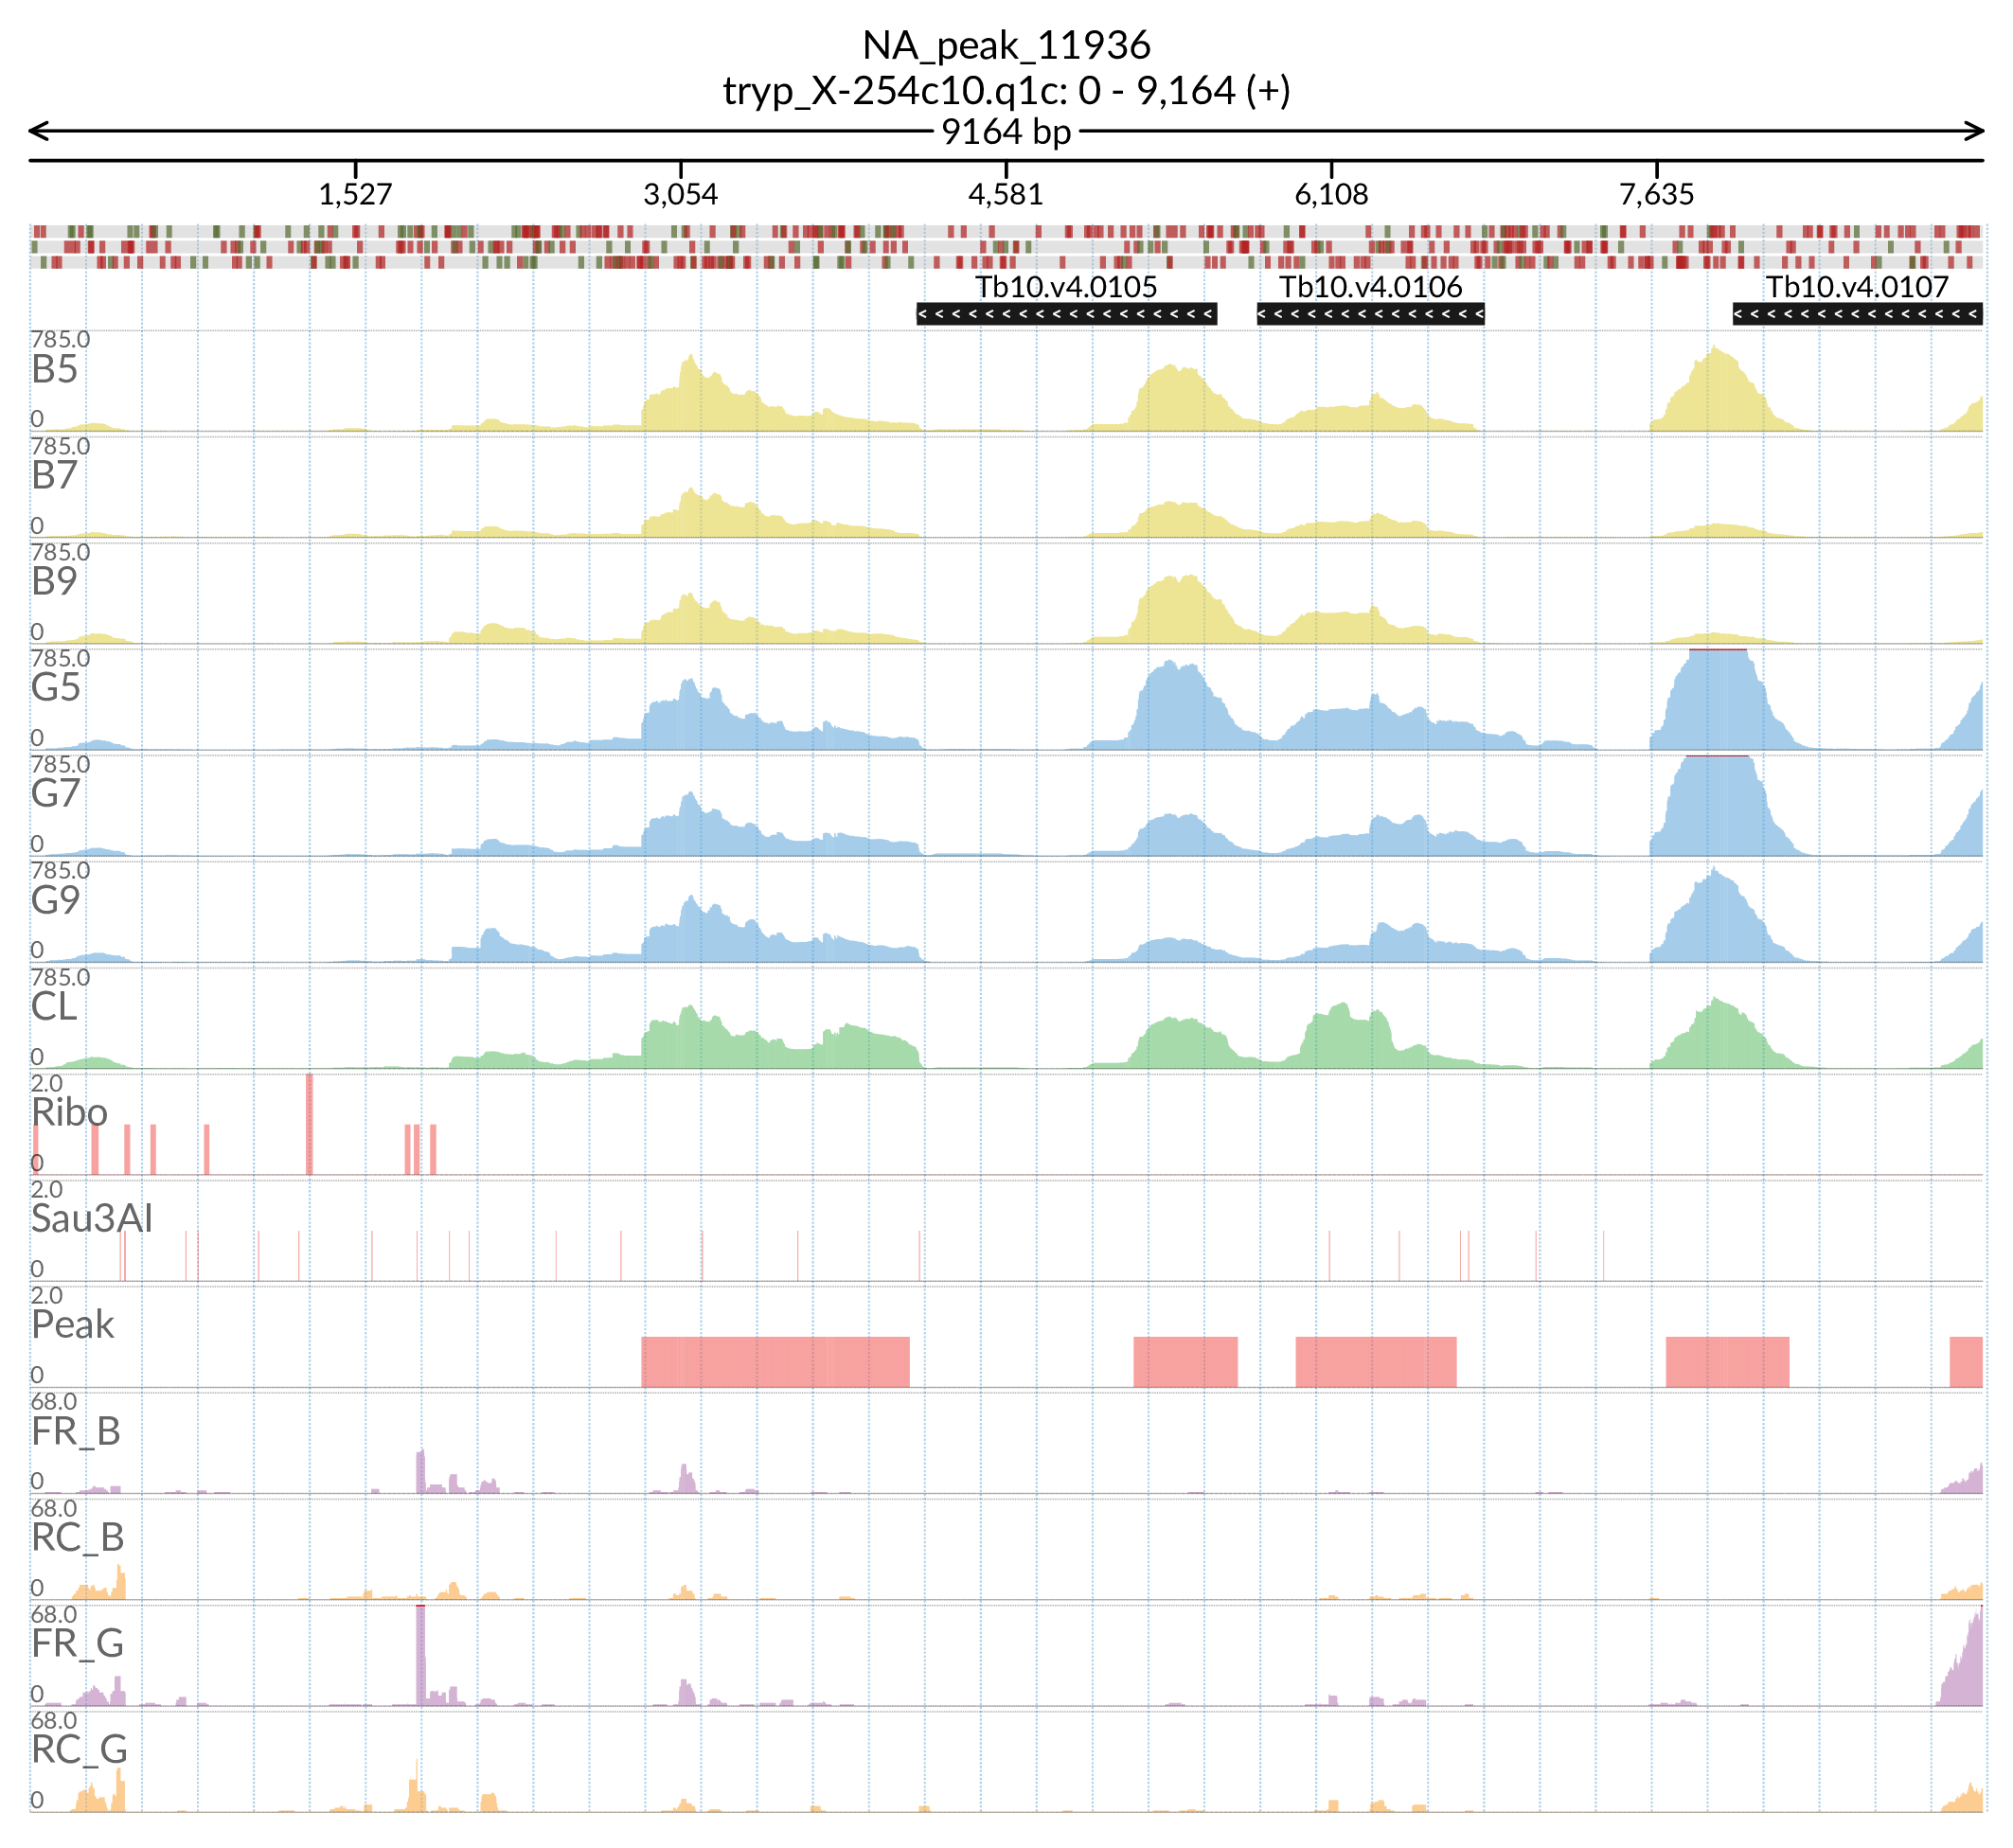 NA_peak_11936
tryp_X-254c10.q1c: 0 - 9,164 (+)
9164 bp
1,527 3,054 4,581 6,108 7,635
Tb10.v4.0105 Tb10.v4.0106 Tb10.v4.0107
785.0
B5
0
785.0
B7
0
785.0
B9
0
785.0
G5
0
785.0
G7
0
785.0
G9
0
785.0
CL
0
2.0
Ribo
0
2.0
Sau3AI
0
2.0
Peak
0
68.0
FR_B
0
68.0
RC_B
0
68.0
FR_G
0
68.0
RC_G
0